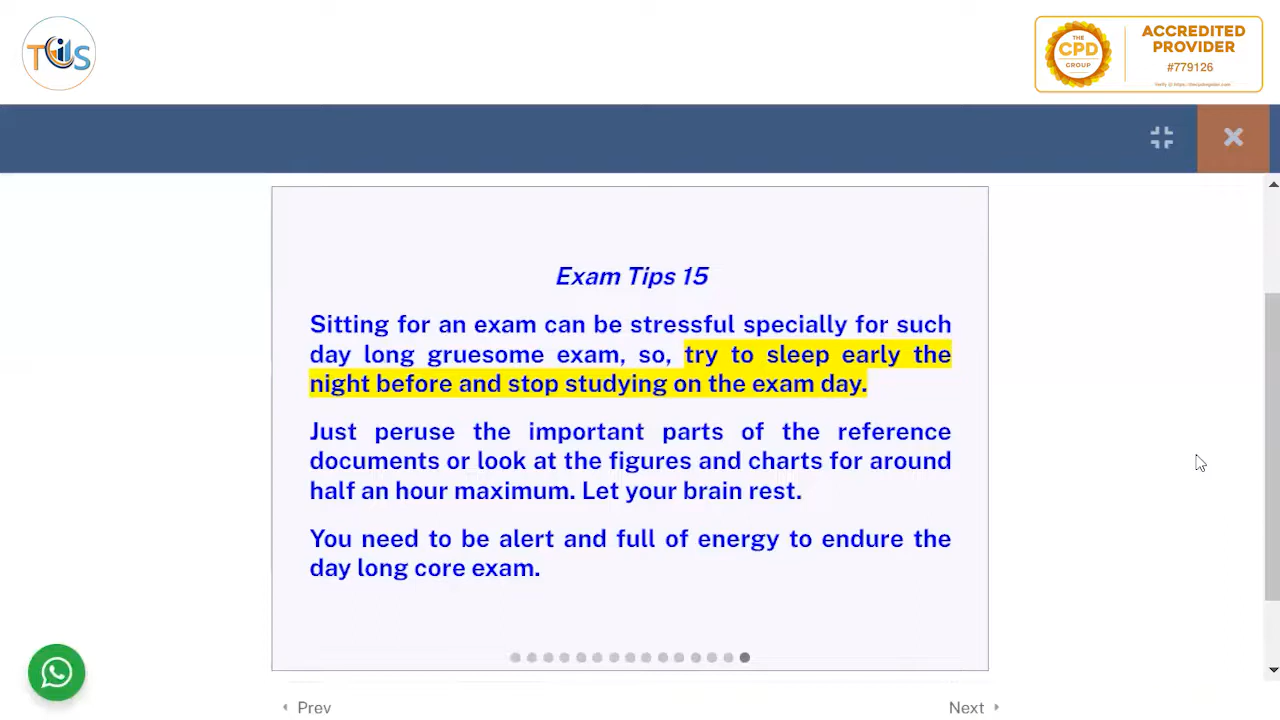 TCILS
THE
CPD
GROUP
ACCREDITED
PROVIDER
#779126
Exam Tips 15
Sitting for an exam can be stressful specially for such
day long gruesome exam, so, try to sleep early the
night before and stop studying on the exam day.
Just peruse the important parts of the reference
documents or look at the figures and charts for around
half an hour maximum. Let your brain rest.
You need to be alert and full of energy to endure the
day long core exam.
Prev
Next